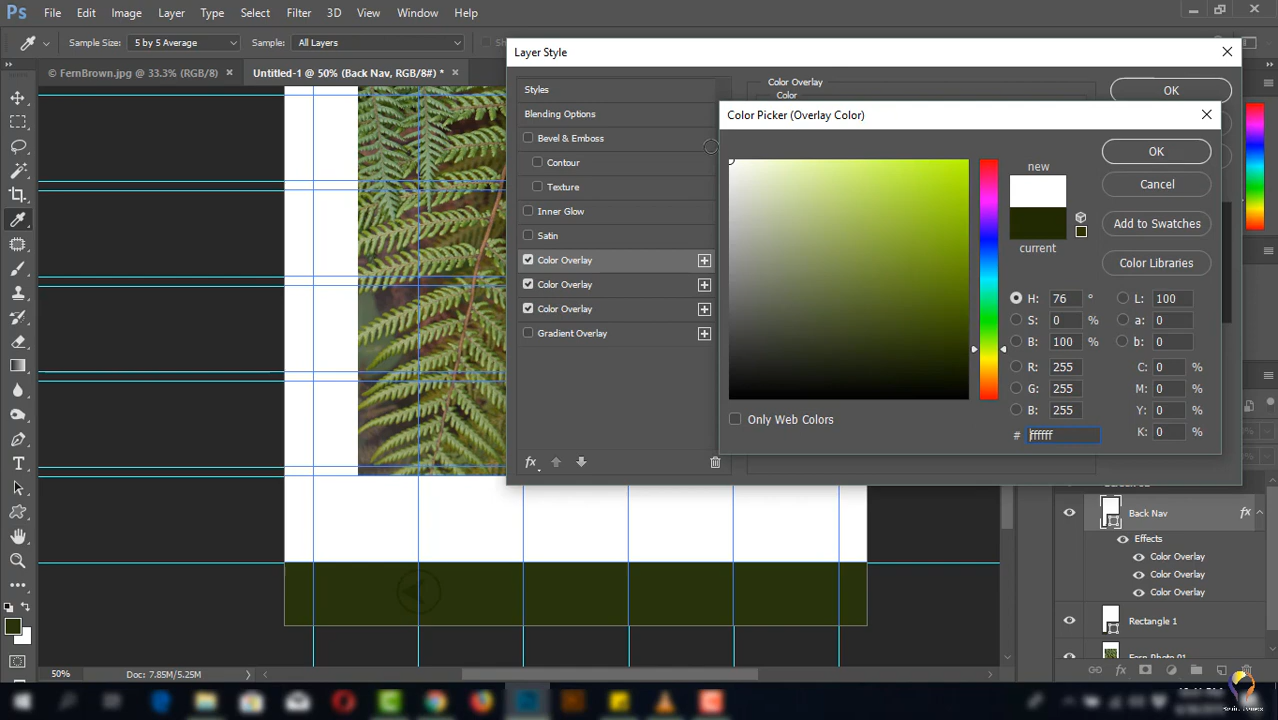 Ps File Edit Image Layer Type Select Filter 3D View Window Help
Sample Size: 5 by 5 Average Sample: All Layers
© FernBrown.jpg @ 33.3% (RGB/8) Untitled-1 @ 50% (Back Nav, RGB/8#) *
Layer Style
Styles
Blending Options
Bevel & Emboss
Contour
Texture
Inner Glow
Satin
Color Overlay
Color Overlay
Color Overlay
Gradient Overlay
fx
Color Overlay
Color
OK
Color Picker (Overlay Color)
new
current
OK
Cancel
Add to Swatches
Color Libraries
H: 76 °
S: 0 %
B: 100 %
R: 255
G: 255
B: 255
L: 100
a: 0
b: 0
C: 0 %
M: 0 %
Y: 0 %
K: 0 %
# ffffff
Only Web Colors
Back Nav fx
Effects
Color Overlay
Color Overlay
Color Overlay
Rectangle 1
50% Doc: 7.85M/5.25M